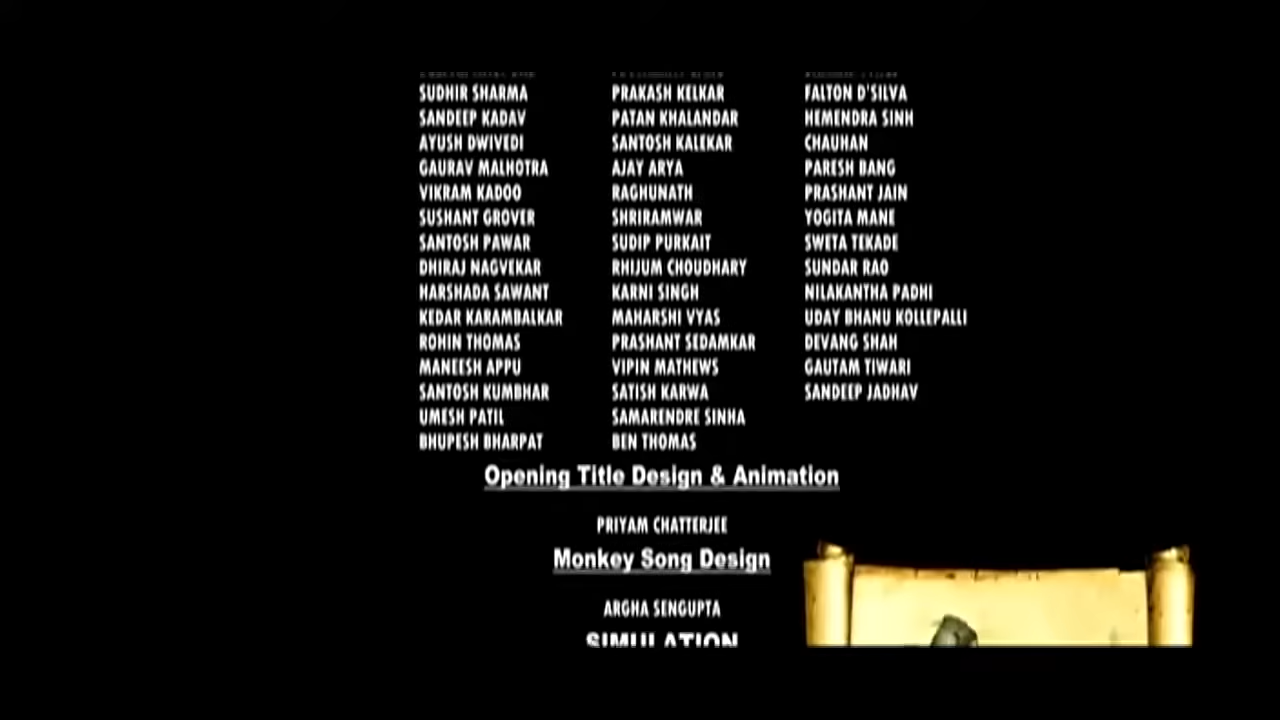 SUDHIR SHARMA
SANDEEP KADAV
AYUSH DWIVEDI
GAURAV MALHOTRA
VIKRAM KADOO
SUSHANT GROVER
SANTOSH PAWAR
DHIRAJ NAGVEKAR
HARSHADA SAWANT
KEDAR KARAMBALKAR
ROHIN THOMAS
MANEESH APPU
SANTOSH KUMBHAR
UMESH PATIL
BHUPESH BHARPAT
PRAKASH KELKAR
PATAN KHALANDAR
SANTOSH KALEKAR
AJAY ARYA
RAGHUNATH
SHRIRAMWAR
SUDIP PURKAIT
RHIJUM CHOUDHARY
KARNI SINGH
MAHARSHI VYAS
PRASHANT SEDAMKAR
VIPIN MATHEWS
SATISH KARWA
SAMARENDRE SINHA
BEN THOMAS
FALTON D'SILVA
HEMENDRA SINH
CHAUHAN
PARESH BANG
PRASHANT JAIN
YOGITA MANE
SWETA TEKADE
SUNDAR RAO
NILAKANTHA PADHI
UDAY BHANU KOLLEPALLI
DEVANG SHAH
GAUTAM TIWARI
SANDEEP JADHAV
Opening Title Design & Animation
PRIYAM CHATTERJEE
Monkey Song Design
ARGHA SENGUPTA
SIMULATION